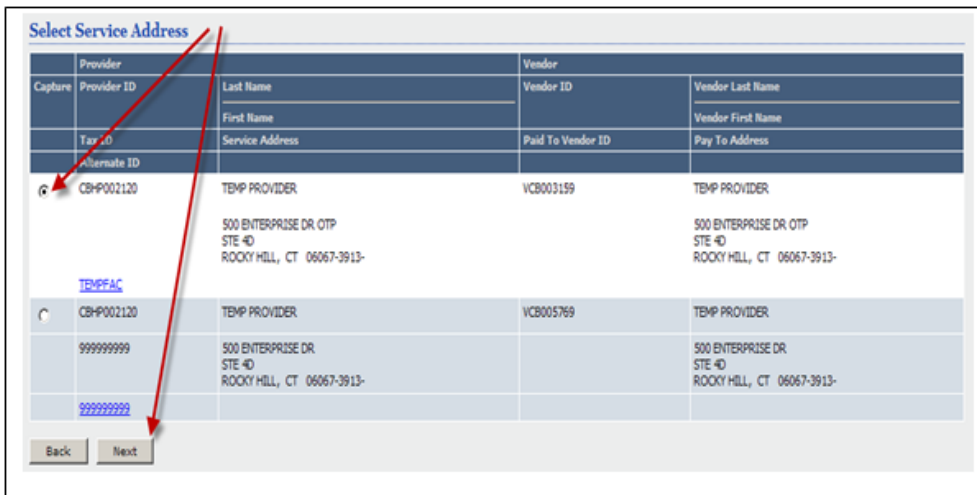 Select Service Address
Provider Vendor
Capture Provider ID Last Name Vendor ID Vendor Last Name
First Name Vendor First Name
Tax ID Service Address Paid To Vendor ID Pay To Address
Alternate ID
CBHP002120 TEMP PROVIDER VCB003159 TEMP PROVIDER
500 ENTERPRISE DR OTP 500 ENTERPRISE DR OTP
STE 4D STE 4D
ROCKY HILL, CT 06067-3913- ROCKY HILL, CT 06067-3913-
TEMPFAC
CBHP002120 TEMP PROVIDER VCB005769 TEMP PROVIDER
999999999 500 ENTERPRISE DR 500 ENTERPRISE DR
STE 4D STE 4D
ROCKY HILL, CT 06067-3913- ROCKY HILL, CT 06067-3913-
999999999
Back Next